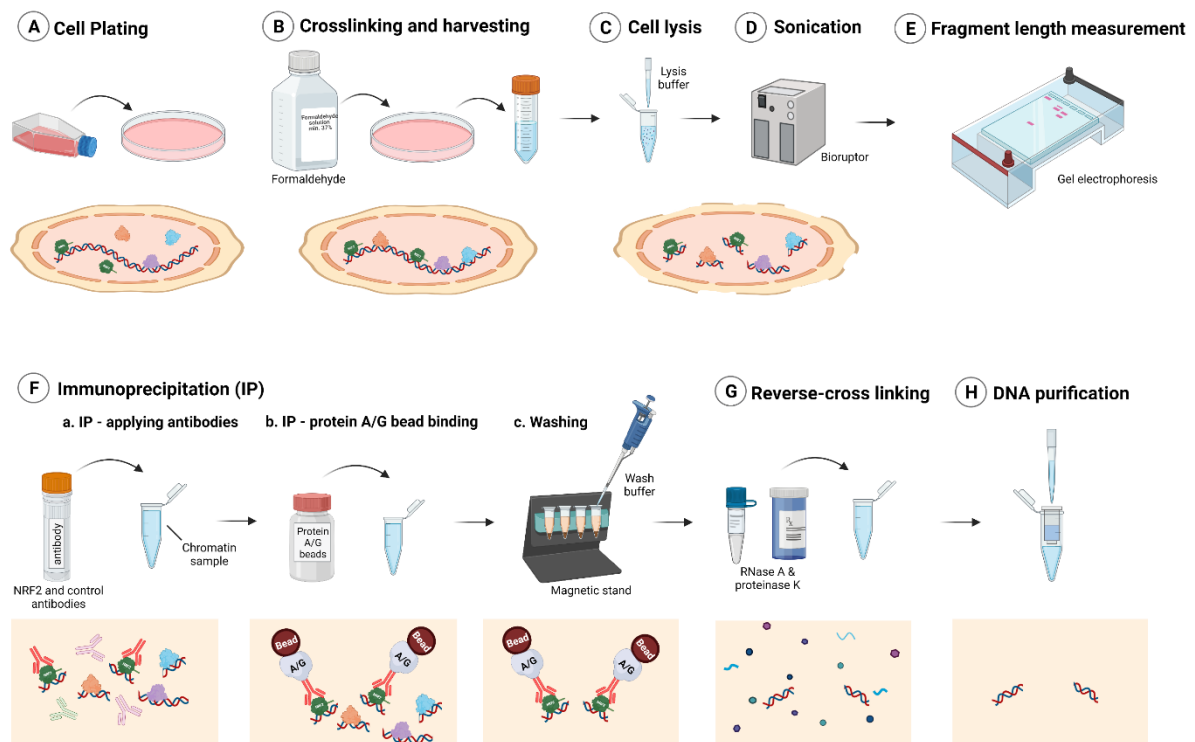 A Cell Plating
B Crosslinking and harvesting
Formaldehyde
solution
min. 37%
Formaldehyde
C Cell lysis
Lysis
buffer
D Sonication
Bioruptor
E Fragment length measurement
Gel electrophoresis
F Immunoprecipitation (IP)
a. IP - applying antibodies
antibody
NRF2 and control
antibodies
Chromatin
sample
b. IP - protein A/G bead binding
Protein
A/G
beads
c. Washing
Wash
buffer
Magnetic stand
G Reverse-cross linking
RNase A &
proteinase K
H DNA purification
Bead
A/G
Bead
A/G
Bead
A/G
Bead
A/G